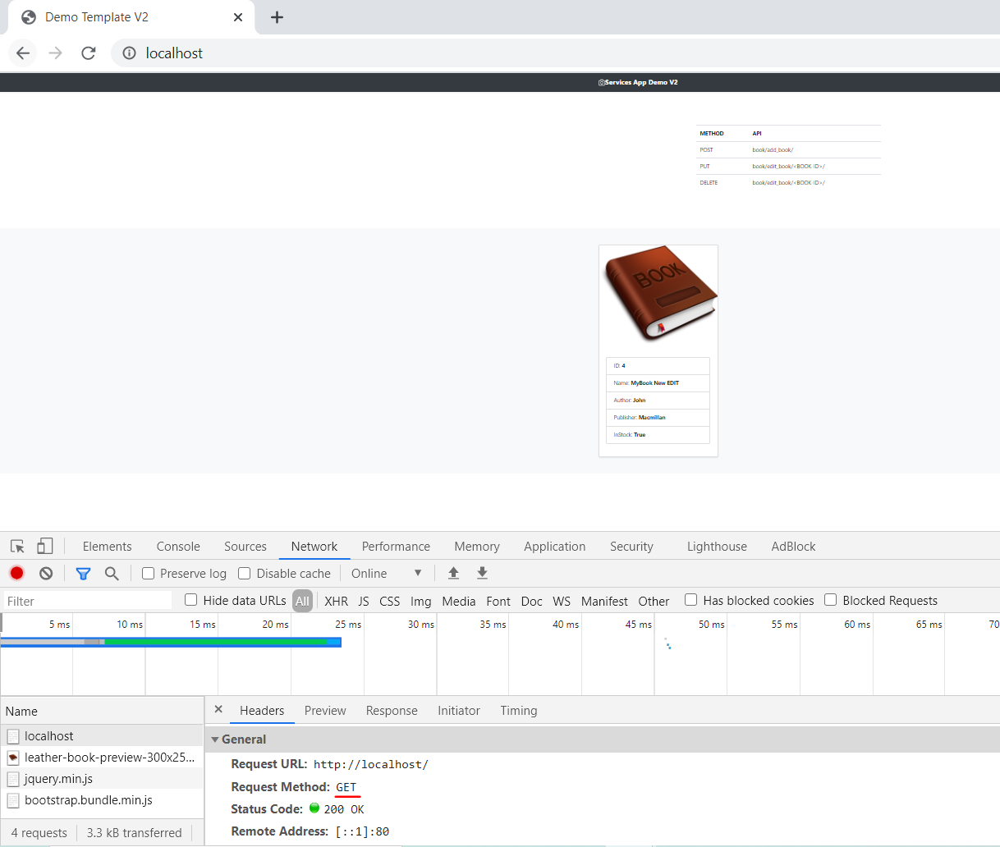 Demo Template V2
localhost
Services App Demo V2
METHOD API
POST book/add_book/
PUT book/edit_book/<BOOK ID>/
DELETE book/edit_book/<BOOK ID>/
BOOK
ID: 4
Name: MyBook New EDIT
Author: John
Publisher: Macmillan
InStock: True
Elements Console Sources Network Performance Memory Application Security Lighthouse AdBlock
Preserve log Disable cache Online
Filter Hide data URLs All XHR JS CSS Img Media Font Doc WS Manifest Other Has blocked cookies Blocked Requests
5 ms 10 ms 15 ms 20 ms 25 ms 30 ms 35 ms 40 ms 45 ms 50 ms 55 ms 60 ms 65 ms 70
Name
Headers Preview Response Initiator Timing
localhost
General
leather-book-preview-300x25...
Request URL: http://localhost/
jquery.min.js
Request Method: GET
bootstrap.bundle.min.js
Status Code: 200 OK
4 requests 3.3 kB transferred
Remote Address: [::1]:80